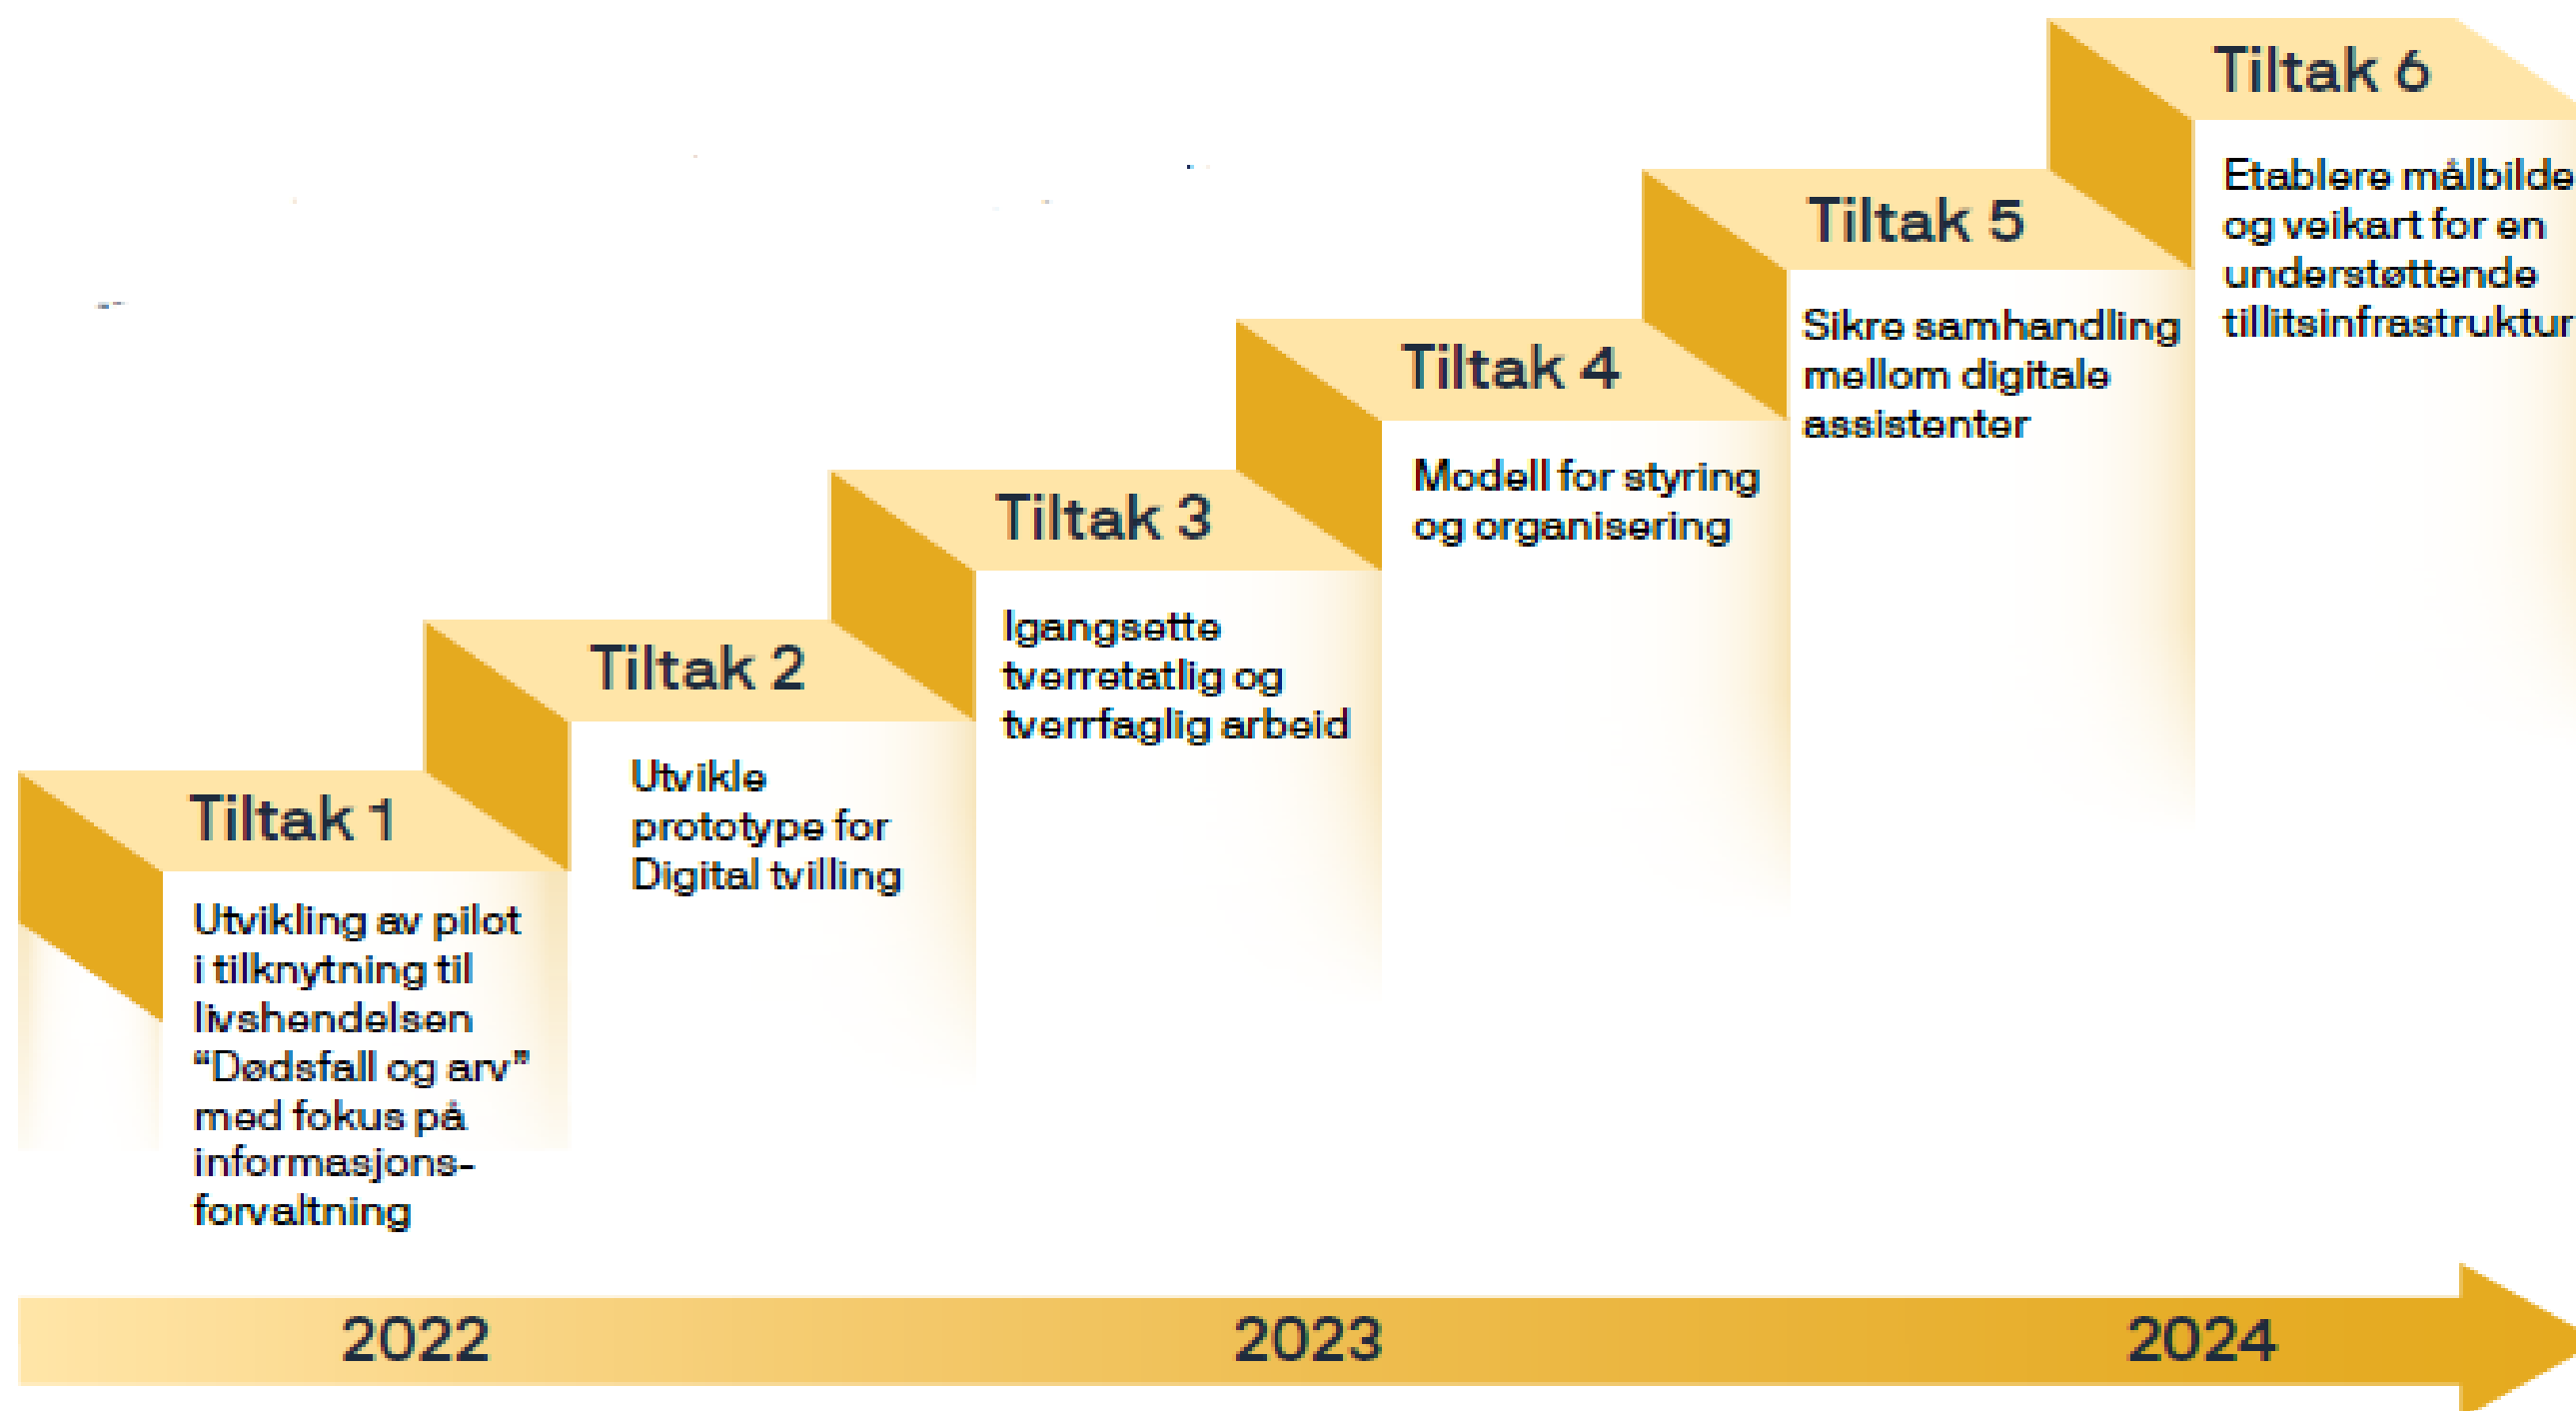 Tiltak 1
Utvikling av pilot
i tilknytning til
livshendelsen
“Dødsfall og arv”
med fokus på
informasjons-
forvaltning
Tiltak 2
Utvikle
prototype for
Digital tvilling
Tiltak 3
Igangsette
tverretatlig og
tverrfaglig arbeid
Tiltak 4
Modell for styring
og organisering
Tiltak 5
Sikre samhandling
mellom digitale
assistenter
Tiltak 6
Etablere målbilde
og veikart for en
understøttende
tillitsinfrastruktur
2022
2023
2024